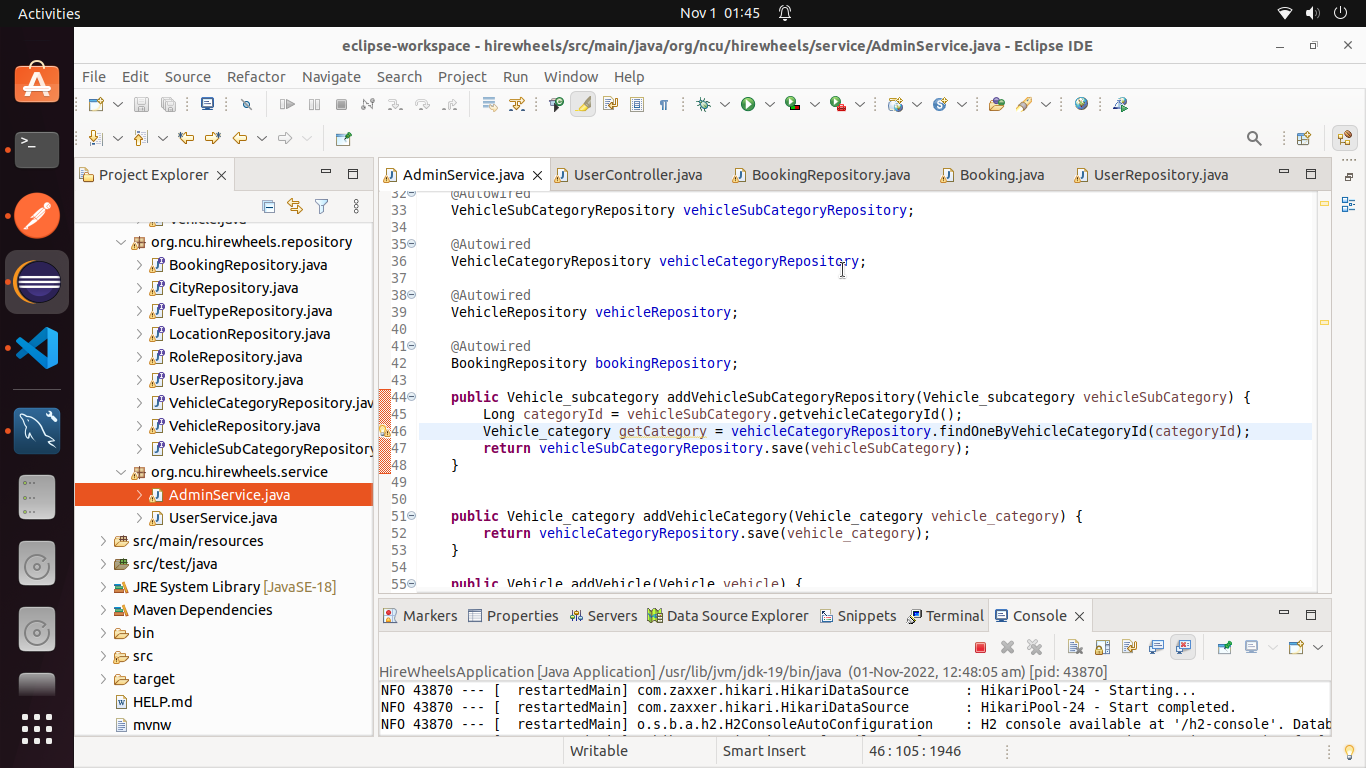 Activities
Nov 1 01:45
eclipse-workspace - hirewheels/src/main/java/org/ncu/hirewheels/service/AdminService.java - Eclipse IDE
File Edit Source Refactor Navigate Search Project Run Window Help
Project Explorer
AdminService.java UserController.java BookingRepository.java Booking.java UserRepository.java
Vehicle.java
org.ncu.hirewheels.repository
BookingRepository.java
CityRepository.java
FuelTypeRepository.java
LocationRepository.java
RoleRepository.java
UserRepository.java
VehicleCategoryRepository.jav
VehicleRepository.java
VehicleSubCategoryRepository
org.ncu.hirewheels.service
AdminService.java
UserService.java
src/main/resources
src/test/java
JRE System Library [JavaSE-18]
Maven Dependencies
bin
src
target
HELP.md
mvnw
32 @Autowired
33 VehicleSubCategoryRepository vehicleSubCategoryRepository;
34
35 @Autowired
36 VehicleCategoryRepository vehicleCategoryRepository;
37
38 @Autowired
39 VehicleRepository vehicleRepository;
40
41 @Autowired
42 BookingRepository bookingRepository;
43
44 public Vehicle_subcategory addVehicleSubCategoryRepository(Vehicle_subcategory vehicleSubCategory) {
45 Long categoryId = vehicleSubCategory.getvehicleCategoryId();
46 Vehicle_category getCategory = vehicleCategoryRepository.findOneByVehicleCategoryId(categoryId);
47 return vehicleSubCategoryRepository.save(vehicleSubCategory);
48 }
49
50
51 public Vehicle_category addVehicleCategory(Vehicle_category vehicle_category) {
52 return vehicleCategoryRepository.save(vehicle_category);
53 }
54
55 public Vehicle addVehicle(Vehicle vehicle) {
Markers Properties Servers Data Source Explorer Snippets Terminal Console
HireWheelsApplication [Java Application] /usr/lib/jvm/jdk-19/bin/java (01-Nov-2022, 12:48:05 am) [pid: 43870]
NFO 43870 --- [ restartedMain] com.zaxxer.hikari.HikariDataSource : HikariPool-24 - Starting...
NFO 43870 --- [ restartedMain] com.zaxxer.hikari.HikariDataSource : HikariPool-24 - Start completed.
NFO 43870 --- [ restartedMain] o.s.b.a.h2.H2ConsoleAutoConfiguration : H2 console available at '/h2-console'. Datab
Writable Smart Insert 46 : 105 : 1946